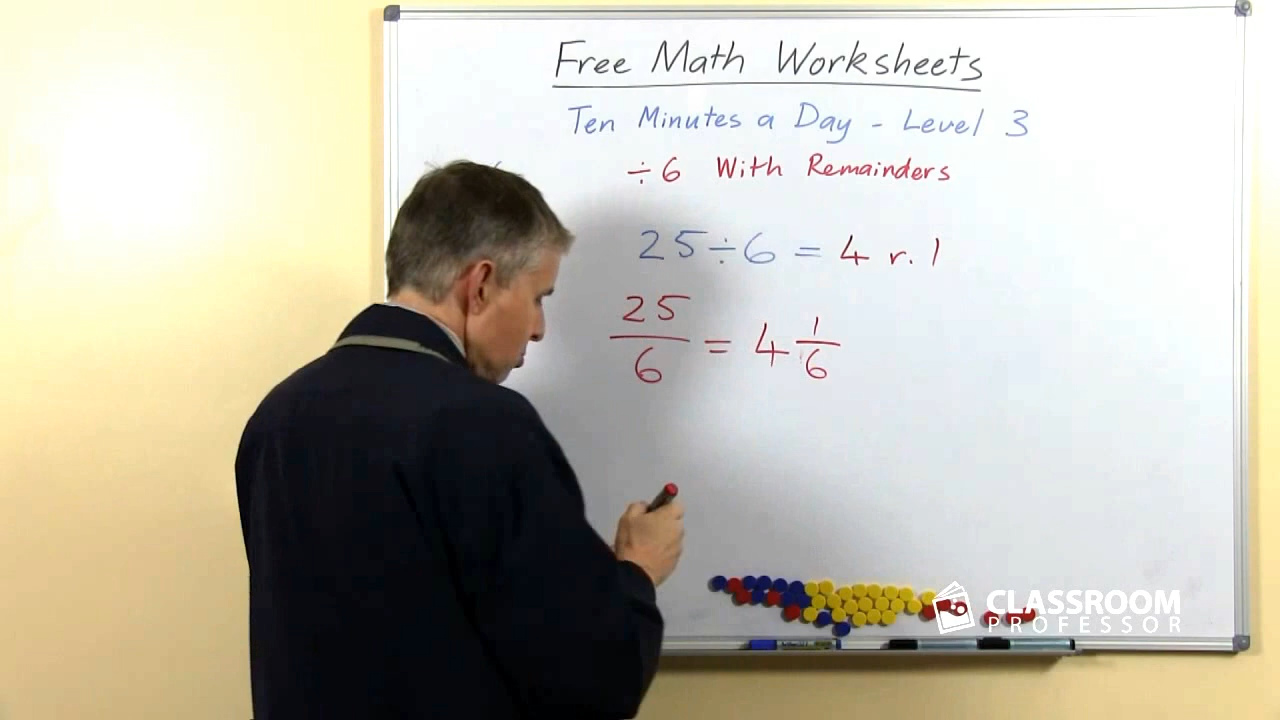 Free Math Worksheets
Ten Minutes a Day - Level 3
÷6 With Remainders
25÷6 = 4 r. 1
25/6 = 4 1/6
CLASSROOM
PROFESSOR